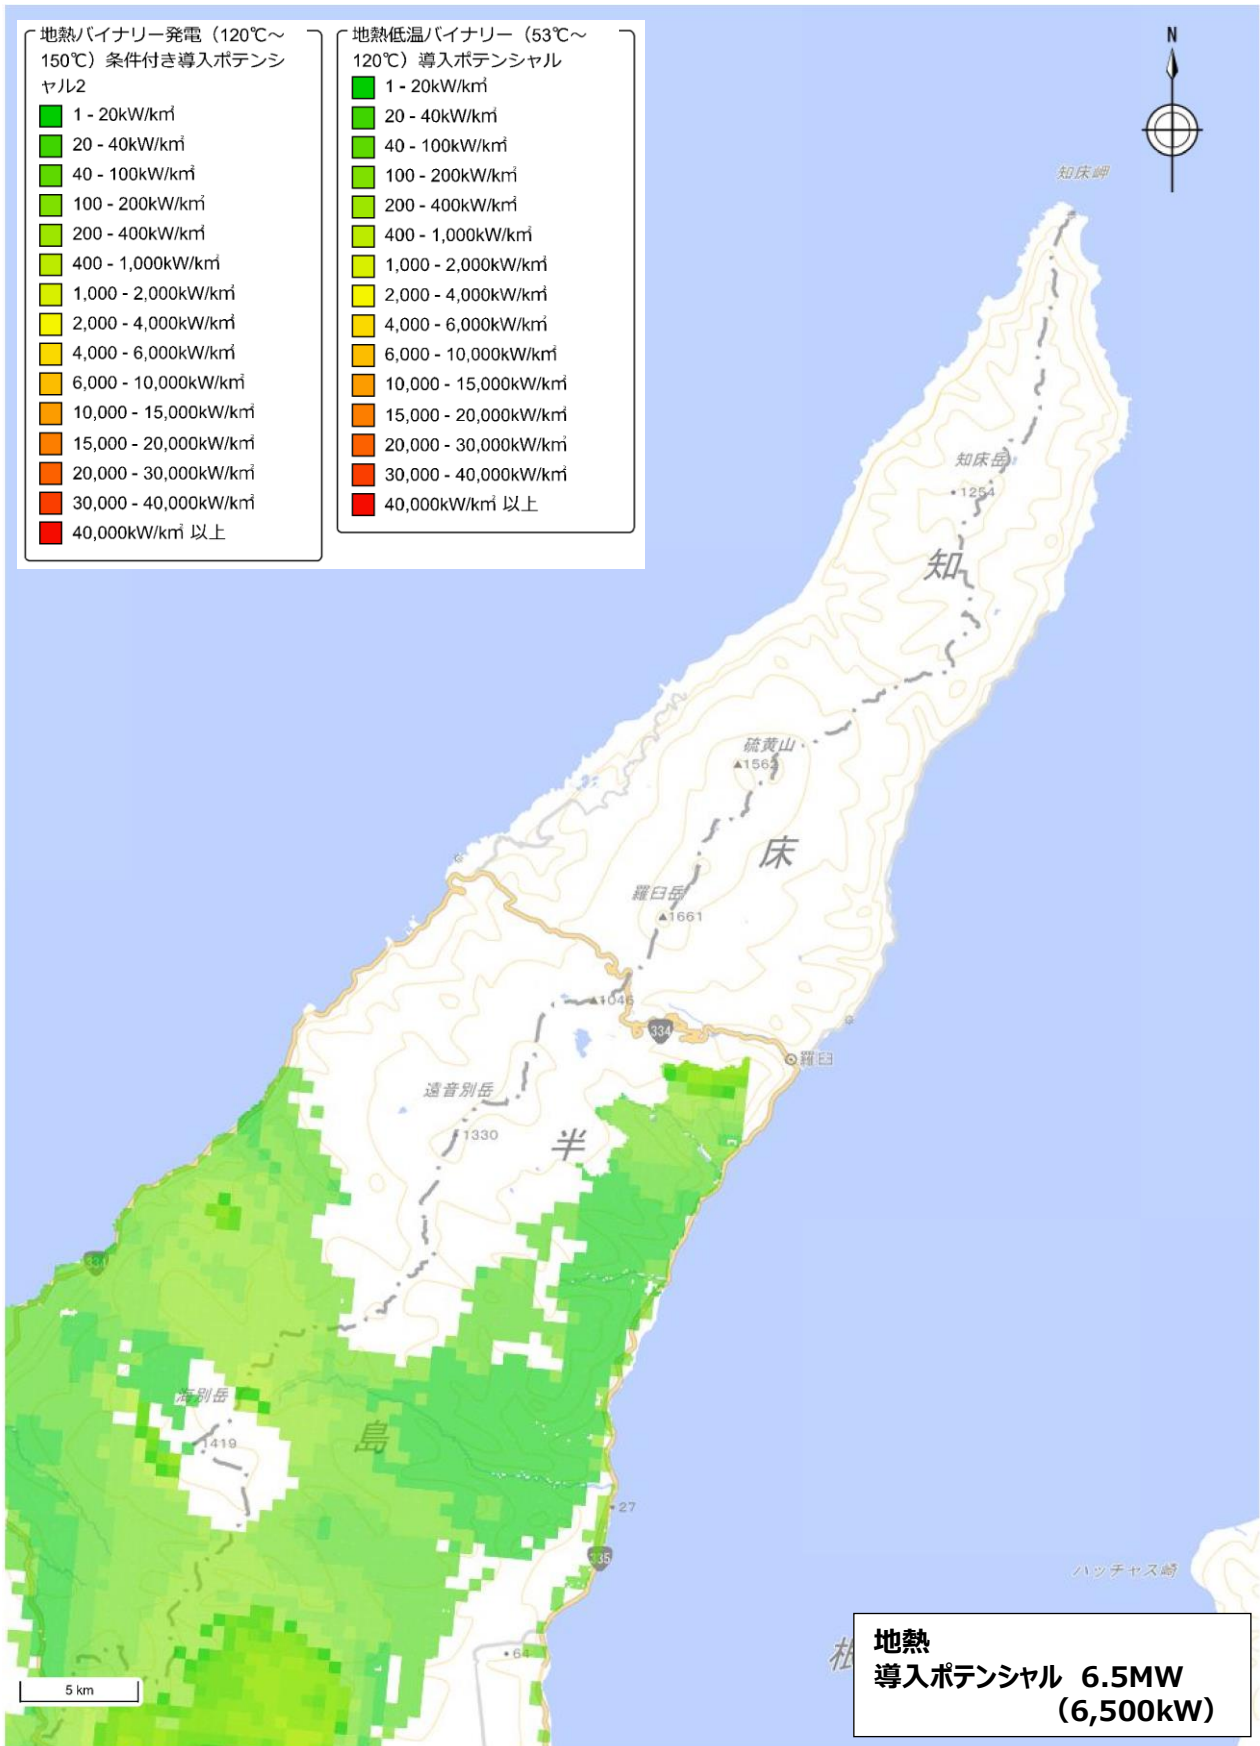 地熱バイナリー発電（120℃～
150℃）条件付き導入ポテンシ
ャル2
1 - 20kW/k㎡
20 - 40kW/k㎡
40 - 100kW/k㎡
100 - 200kW/k㎡
200 - 400kW/k㎡
400 - 1,000kW/k㎡
1,000 - 2,000kW/k㎡
2,000 - 4,000kW/k㎡
4,000 - 6,000kW/k㎡
6,000 - 10,000kW/k㎡
10,000 - 15,000kW/k㎡
15,000 - 20,000kW/k㎡
20,000 - 30,000kW/k㎡
30,000 - 40,000kW/k㎡
40,000kW/k㎡ 以上
地熱低温バイナリー（53℃～
120℃）導入ポテンシャル
1 - 20kW/k㎡
20 - 40kW/k㎡
40 - 100kW/k㎡
100 - 200kW/k㎡
200 - 400kW/k㎡
400 - 1,000kW/k㎡
1,000 - 2,000kW/k㎡
2,000 - 4,000kW/k㎡
4,000 - 6,000kW/k㎡
6,000 - 10,000kW/k㎡
10,000 - 15,000kW/k㎡
15,000 - 20,000kW/k㎡
20,000 - 30,000kW/k㎡
30,000 - 40,000kW/k㎡
40,000kW/k㎡ 以上
N
知床岬
知床岳
1254
知
硫黄山
1562
床
羅臼岳
1661
1046
334
羅臼
遠音別岳
1330
半
334
海別岳
1419
島
27
335
ハッチャス崎
64
根
5 km
地熱
導入ポテンシャル 6.5MW
（6,500kW）